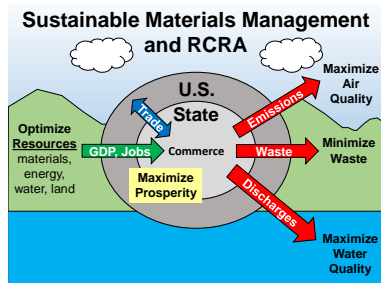 Sustainable Materials Management
and RCRA
Maximize
Air
Quality
U.S.
State
Trade
Emissions
Optimize
Resources
materials,
energy,
water, land
GDP, Jobs
Commerce
Waste
Minimize
Waste
Maximize
Prosperity
Discharges
Maximize
Water
Quality